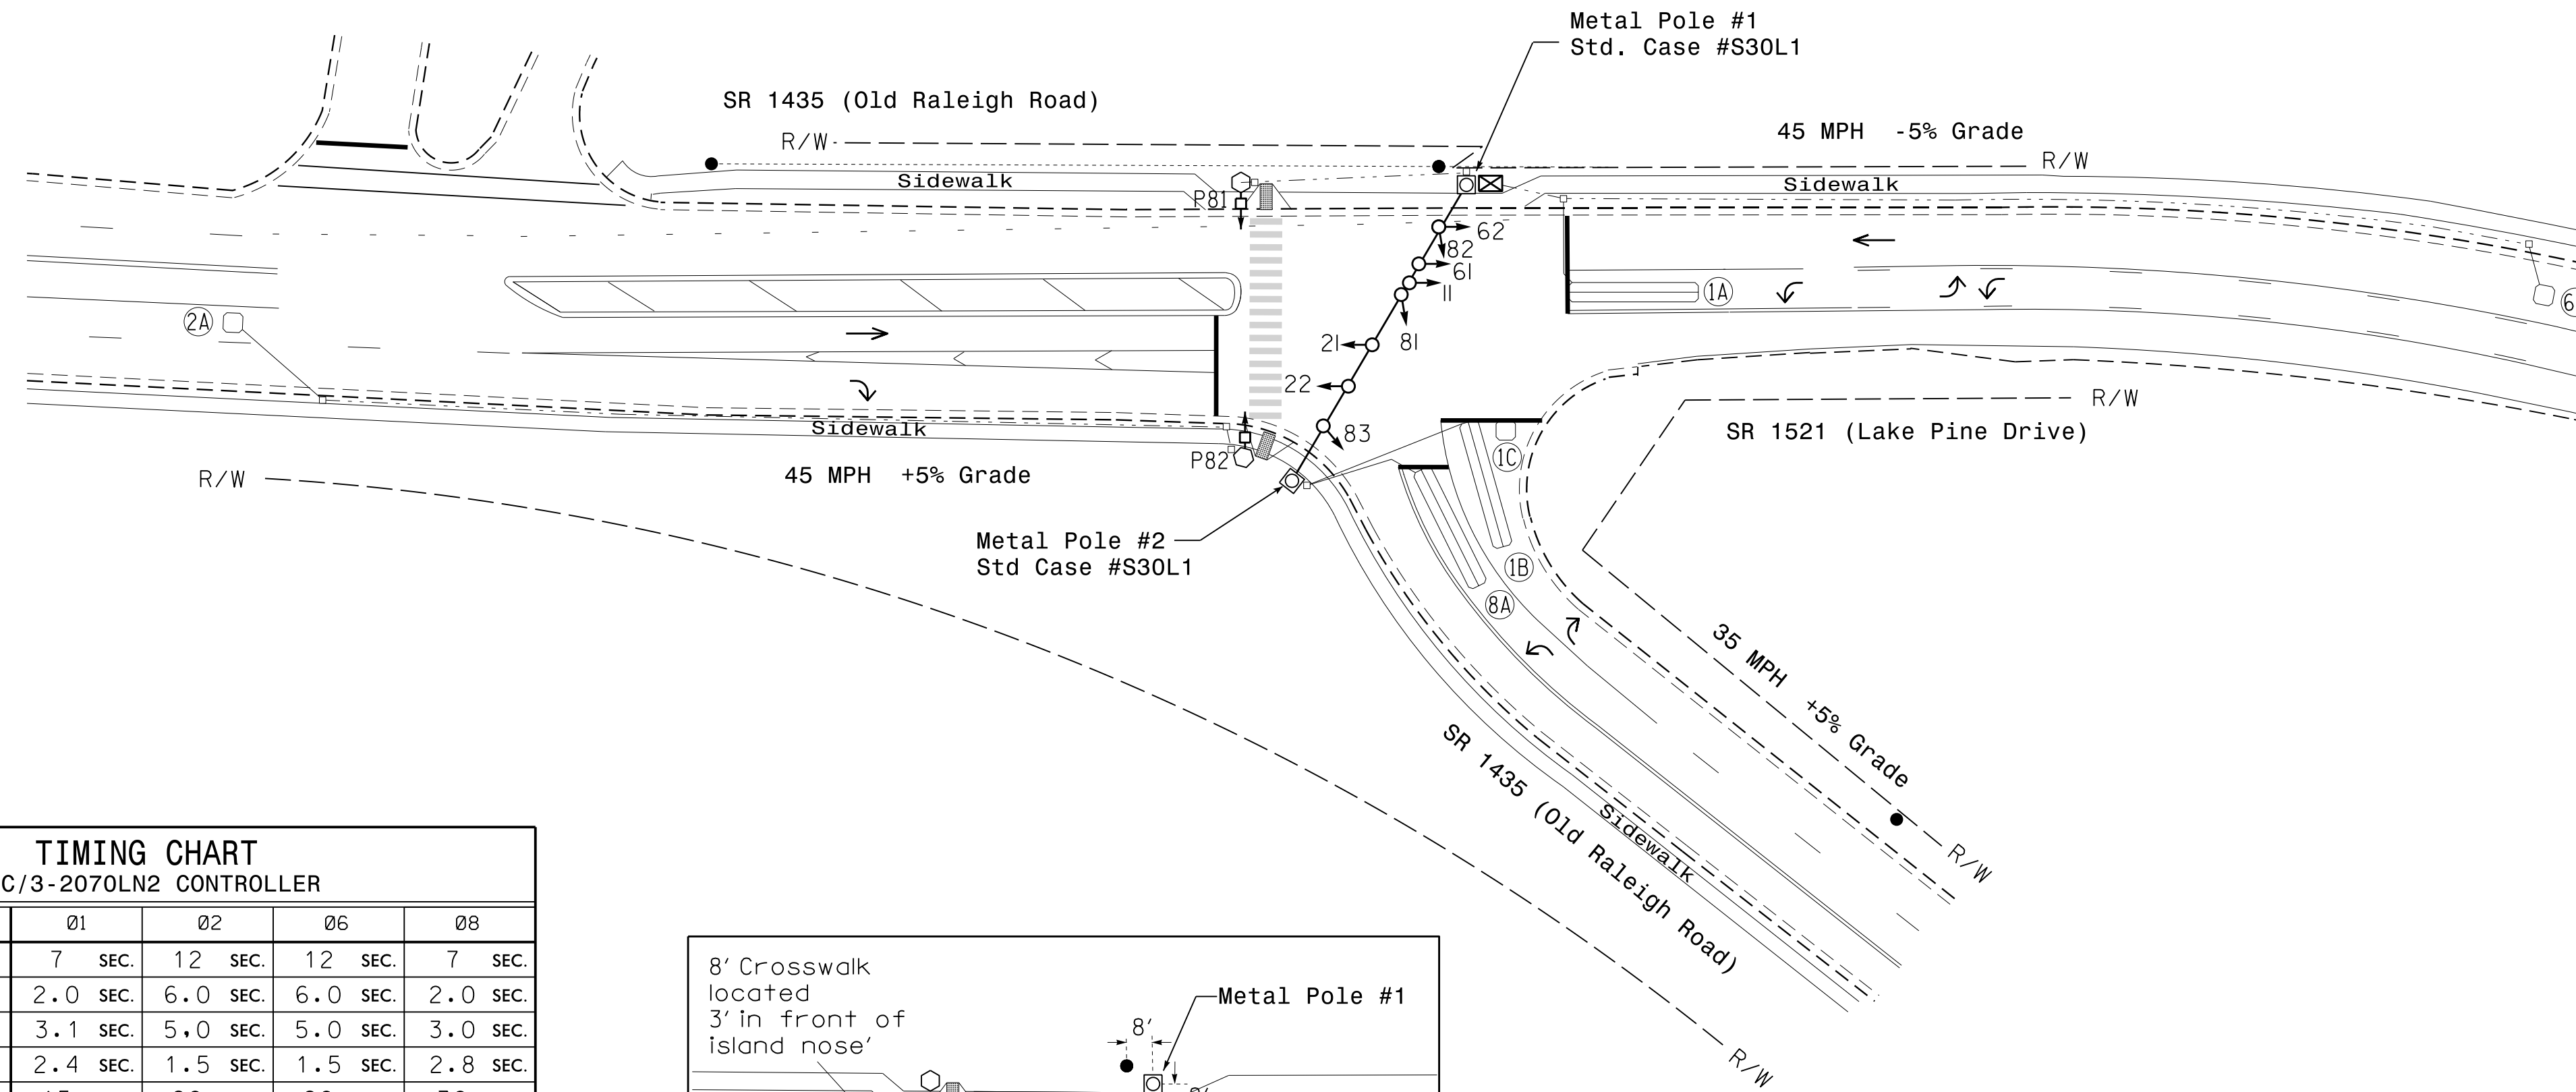 Metal Pole #1
Std. Case #S30L1
SR 1435 (Old Raleigh Road)
R/W
45 MPH -5% Grade
R/W
Sidewalk
P81
Sidewalk
62
82
61
11
1A
2A
21
81
22
R/W
83
Sidewalk
SR 1521 (Lake Pine Drive)
P82
1C
45 MPH +5% Grade
R/W
Metal Pole #2
Std Case #S30L1
1B
8A
35 MPH +5% Grade
SR 1435 (Old Raleigh Road)
Sidewalk
R/W
R/W
TIMING CHART
C/3-2070LN2 CONTROLLER
Ø1 Ø2 Ø6 Ø8
7 SEC. 12 SEC. 12 SEC. 7 SEC.
2.0 SEC. 6.0 SEC. 6.0 SEC. 2.0 SEC.
3.1 SEC. 5,0 SEC. 5.0 SEC. 3.0 SEC.
2.4 SEC. 1.5 SEC. 1.5 SEC. 2.8 SEC.
8' Crosswalk
located
3' in front of
island nose'
Metal Pole #1
8'